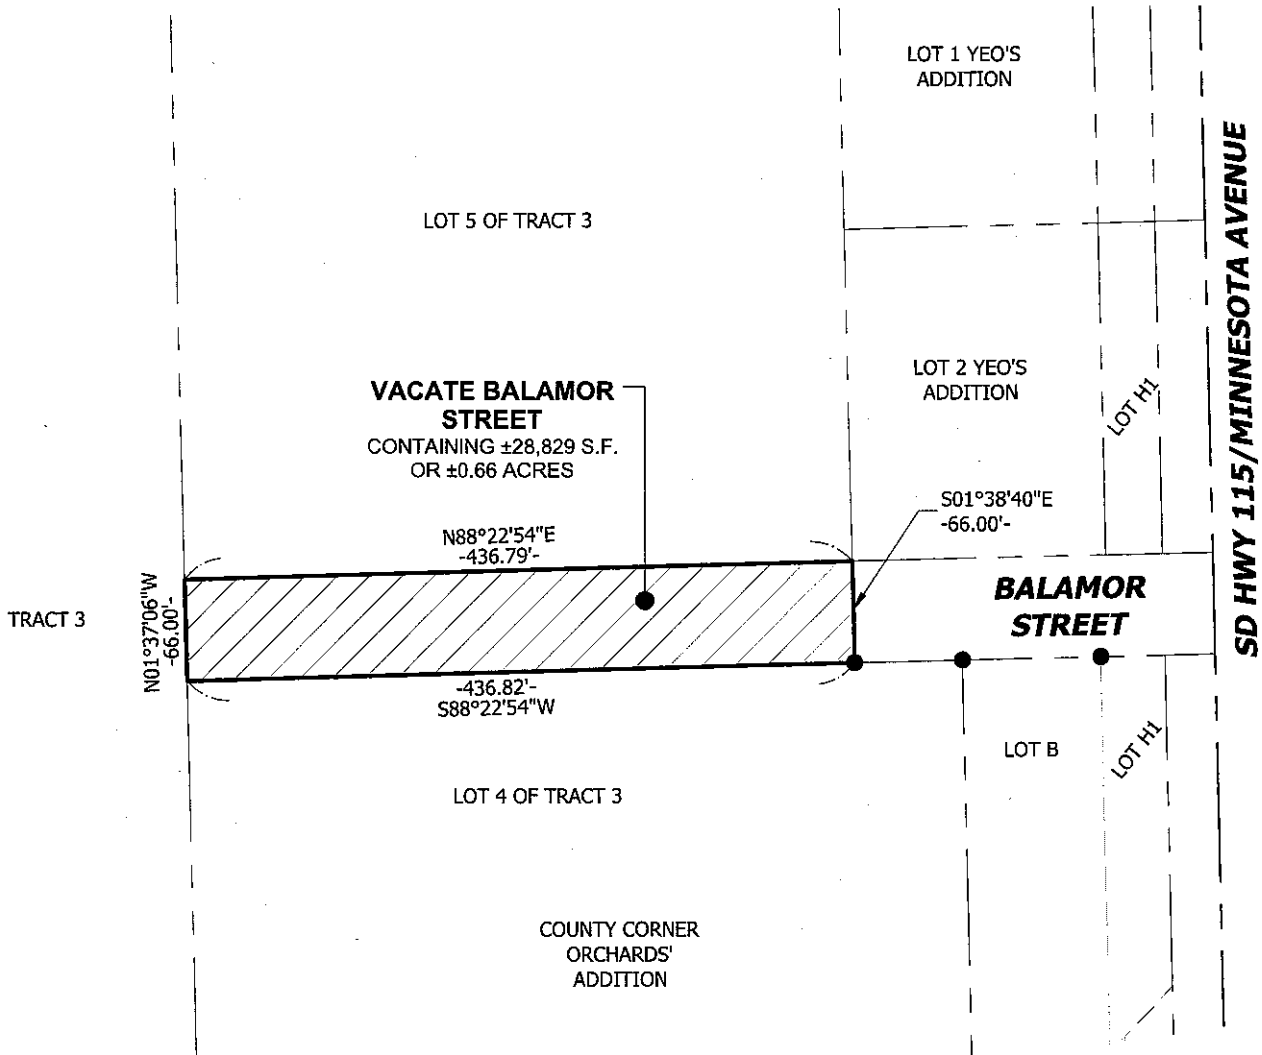 LOT 1 YEO'S
ADDITION
SD HWY 115/MINNESOTA AVENUE
LOT 5 OF TRACT 3
VACATE BALAMOR
STREET
CONTAINING ±28,829 S.F.
OR ±0.66 ACRES
LOT 2 YEO'S
ADDITION
LOT H1
S01°38'40"E
-66.00'-
N88°22'54"E
-436.79'-
TRACT 3
N01°37'06"W
-66.00'-
BALAMOR
STREET
-436.82'-
S88°22'54"W
LOT B
LOT H1
LOT 4 OF TRACT 3
COUNTY CORNER
ORCHARDS'
ADDITION